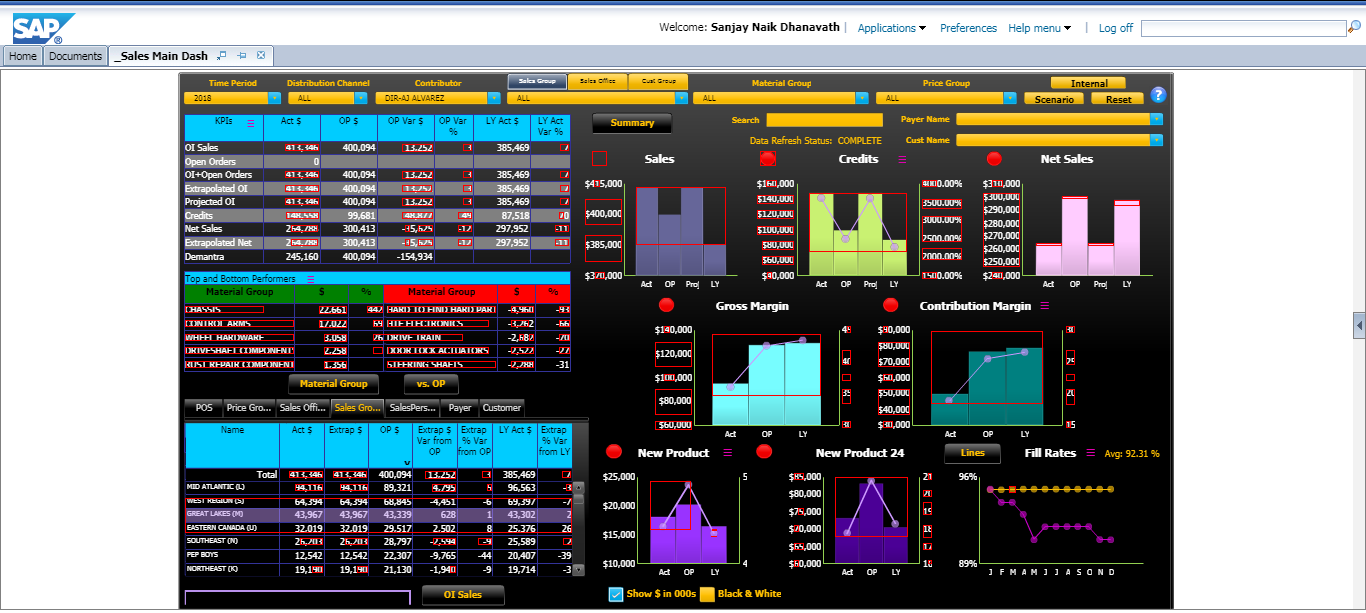 SAP ®
Welcome: Sanjay Naik Dhanavath | Applications Preferences Help menu | Log off
Home Documents _Sales Main Dash
Time Period Distribution Channel Contributor Sales Group Sales Office Cust Group Material Group Price Group Internal
2018 ALL DIR-AJ ALVAREZ ALL ALL ALL Scenario Reset ?
KPIs Act $ OP $ OP Var $ OP Var % LY Act $ LY Act Var %
OI Sales 413,346 400,094 13,252 3 385,469 7
Open Orders 0
OI+Open Orders 413,346 400,094 13,252 3 385,469 7
Extrapolated OI 413,346 400,094 13,252 3 385,469 7
Projected OI 413,346 400,094 13,252 3 385,469 7
Credits 148,558 99,681 48,877 49 87,518 70
Net Sales 264,788 300,413 -35,625 -12 297,952 -11
Extrapolated Net 264,788 300,413 -35,625 -12 297,952 -11
Demantra 245,160 400,094 -154,934
Summary Search Payer Name
Data Refresh Status: COMPLETE Cust Name
Sales Credits Net Sales
$415,000 $160,000 4000.00% $310,000
$140,000 3500.00% $300,000
$400,000 $120,000 3000.00% $290,000
$100,000 $280,000
$385,000 $80,000 2500.00% $270,000
$60,000 2000.00% $260,000
$250,000
$370,000 $40,000 1500.00% $240,000
Act OP Proj LY Act OP Proj LY Act OP Proj LY
Top and Bottom Performers
Material Group $ % Material Group $ %
CHASSIS 22,661 442 HARD TO FIND HARD PART -4,960 -93
CONTROL ARMS 17,022 69 HTE ELECTRONICS -3,262 -66
WHEEL HARDWARE 3,058 26 DRIVE TRAIN -2,682 -70
DRIVESHAFT COMPONENTS 2,258 DOOR LOCK ACTUATORS -2,522 -27
RUST REPAIR COMPONENT 1,356 STEERING SHAFTS -2,288 -31
Material Group vs. OP
Gross Margin Contribution Margin
$140,000 45 $90,000 30
$80,000
$120,000 40 $70,000 25
$100,000 $60,000
35 $50,000 20
$80,000 $40,000
$60,000 30 $30,000 15
Act OP LY Act OP LY
POS Price Gro... Sales Offi... Sales Gro... SalesPers... Payer Customer
Name Act $ Extrap $ OP $ Extrap $ Var from OP Extrap % Var from OP LY Act $ Extrap % Var from LY
Total 413,346 413,346 400,094 13,252 3 385,469 7
MID ATLANTIC (L) 94,116 94,116 89,321 4,795 5 96,563 -3
WEST REGION (S) 64,394 64,394 68,845 -4,451 -6 69,397 -7
GREAT LAKES (M) 43,967 43,967 43,339 628 1 43,302 2
EASTERN CANADA (U) 32,019 32,019 29,517 2,502 8 25,376 26
SOUTHEAST (N) 26,203 26,203 28,797 -2,594 -9 25,589 2
PEP BOYS 12,542 12,542 22,307 -9,765 -44 20,407 -39
NORTHEAST (K) 19,190 19,190 21,130 -1,940 -9 19,714 -3
OI Sales
New Product New Product 24 Lines Fill Rates Avg: 92.31 %
$25,000 5 $85,000 96%
$80,000
$20,000 $75,000
$15,000 $70,000
$65,000
$10,000 4 $60,000 18 89%
Act OP LY Act OP LY J F M A M J J A S O N D
Show $ in 000s Black & White